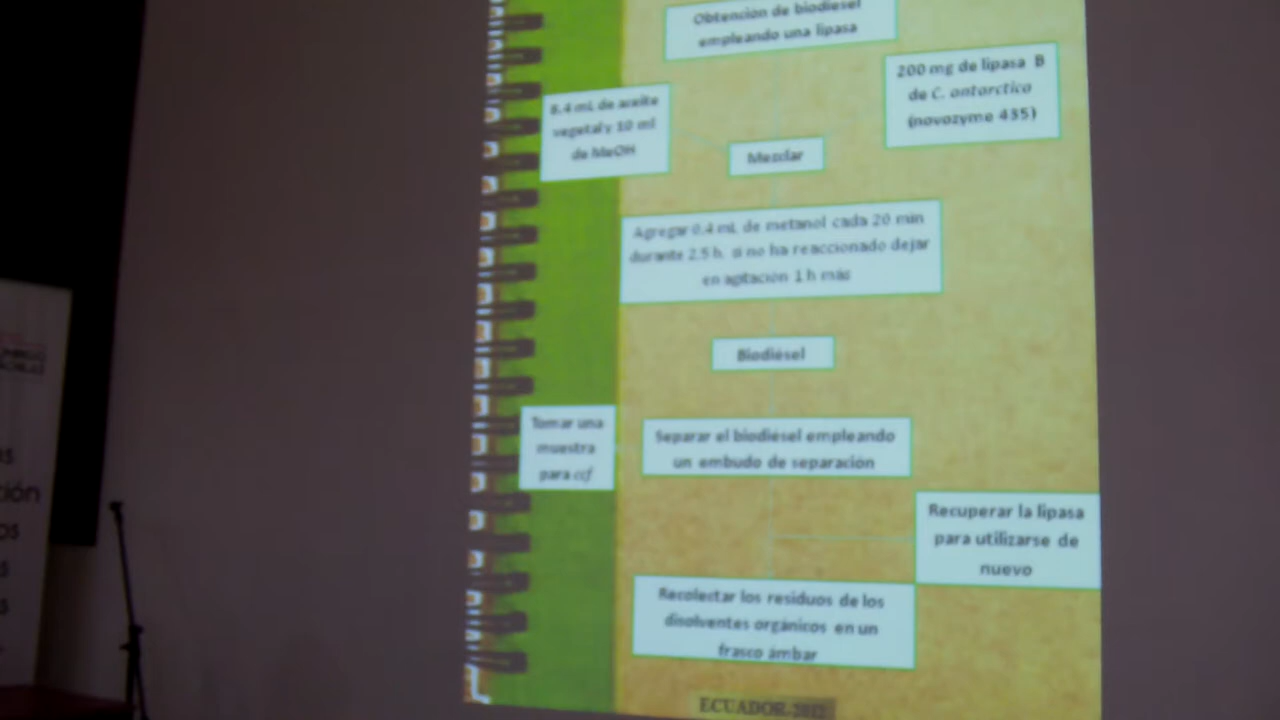 Obtención de biodiesel
empleando una lipasa
200 mg de lipasa B
de C. antarctica
(novozyme 435)
8.4 mL de aceite
vegetal y 10 ml
de MeOH
Mezclar
Agregar 0.4 mL de metanol cada 20 min
durante 2.5 h, si no ha reaccionado dejar
en agitación 1 h más
Biodiésel
Tomar una
muestra
para ccf
Separar el biodiesel empleando
un embudo de separación
Recuperar la lipasa
para utilizarse de
nuevo
Recolectar los residuos de los
disolventes orgánicos en un
frasco ámbar
ECUADOR-2012
ción